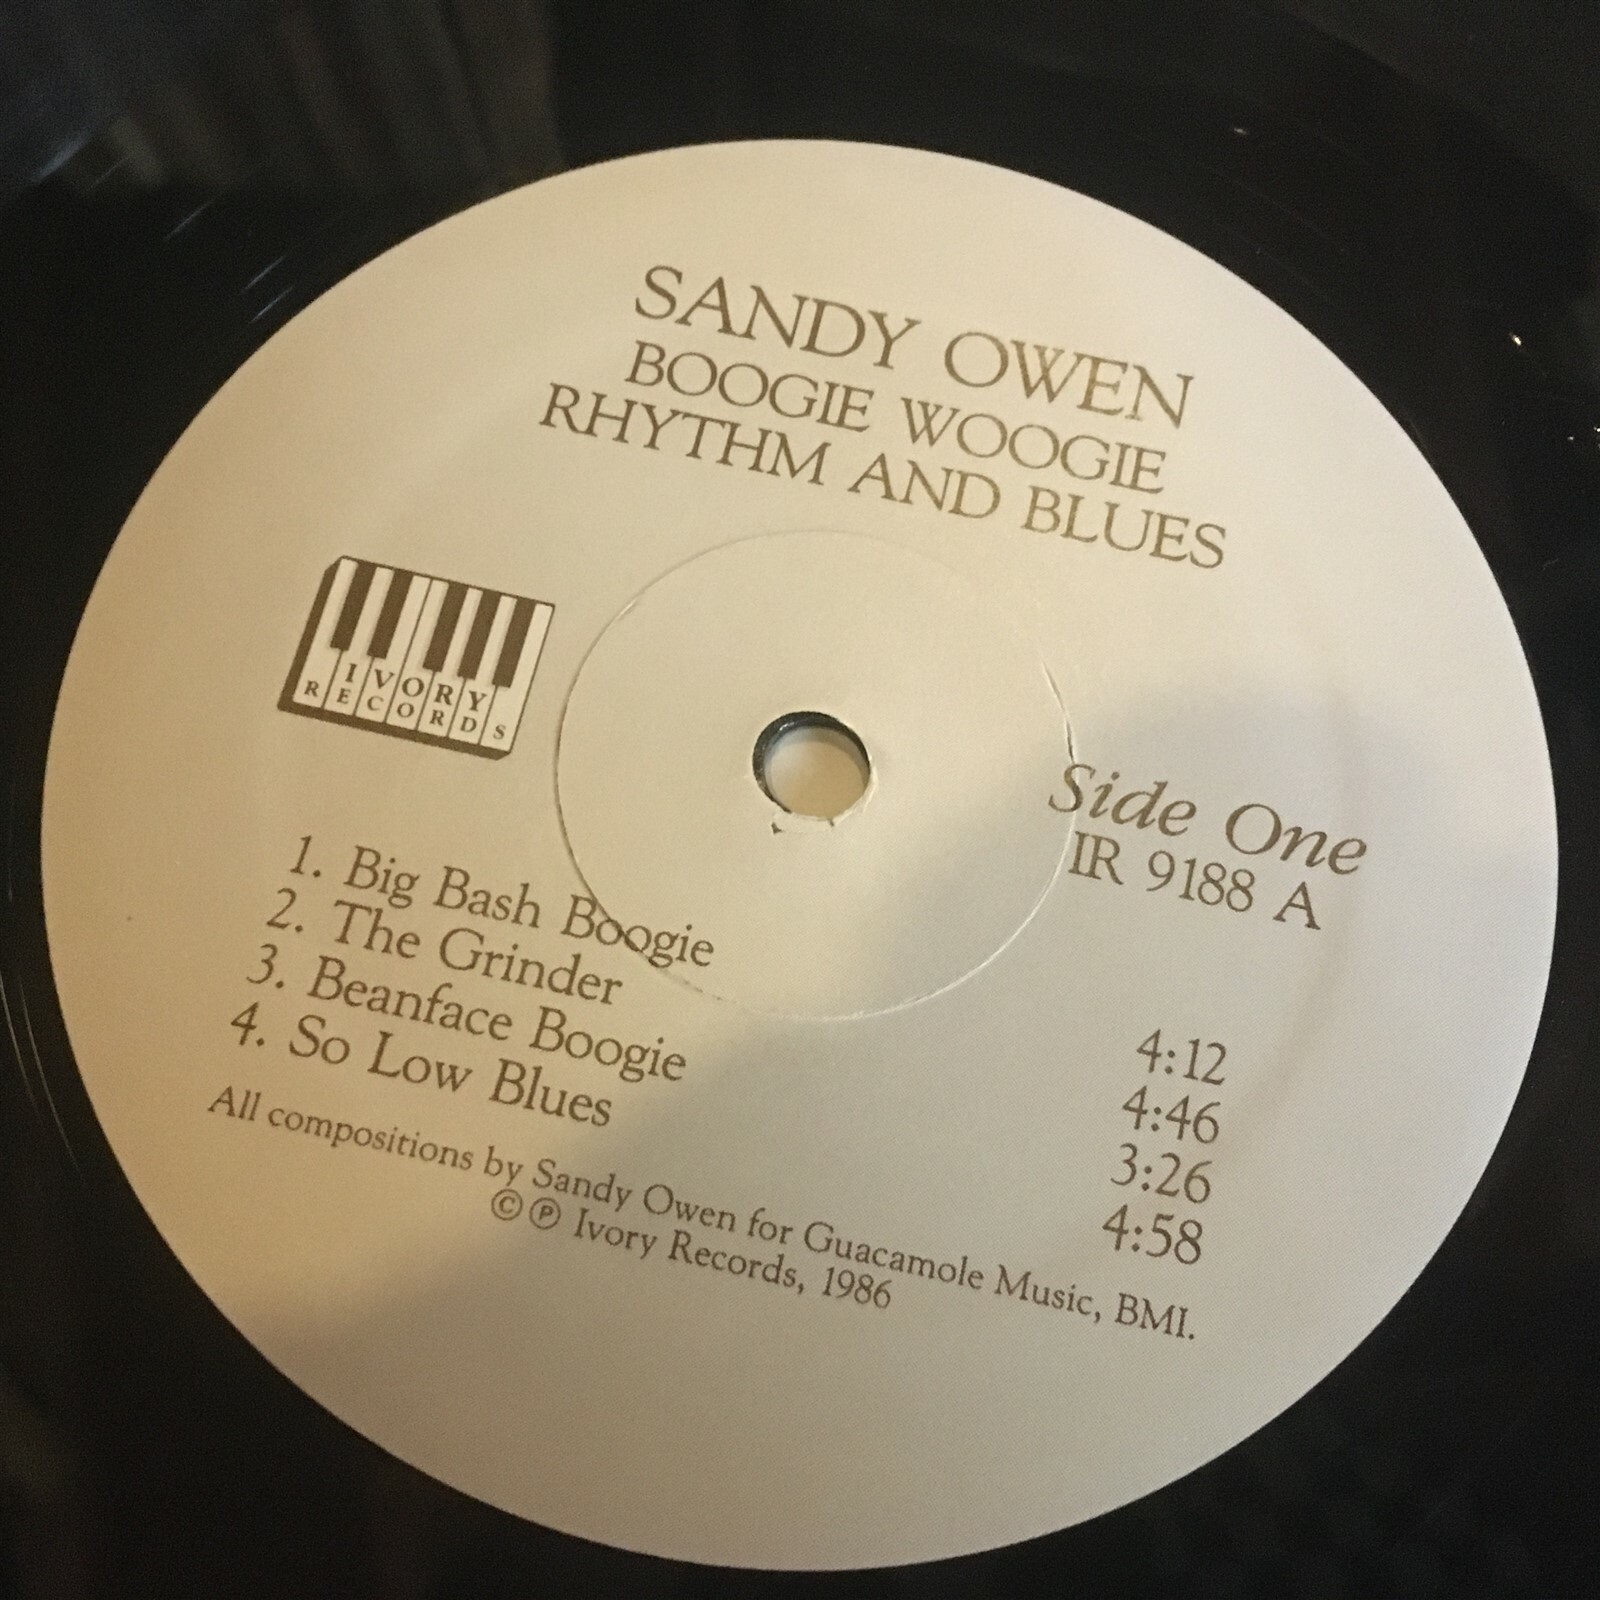 SANDY OWEN
BOOGIE WOOGIE
RHYTHM AND BLUES
IVORY
RECORDS
Side One
IR 9188 A
1. Big Bash Boogie 4:12
2. The Grinder 4:46
3. Beanface Boogie 3:26
4. So Low Blues 4:58
All compositions by Sandy Owen for Guacamole Music, BMI.
©℗ Ivory Records, 1986